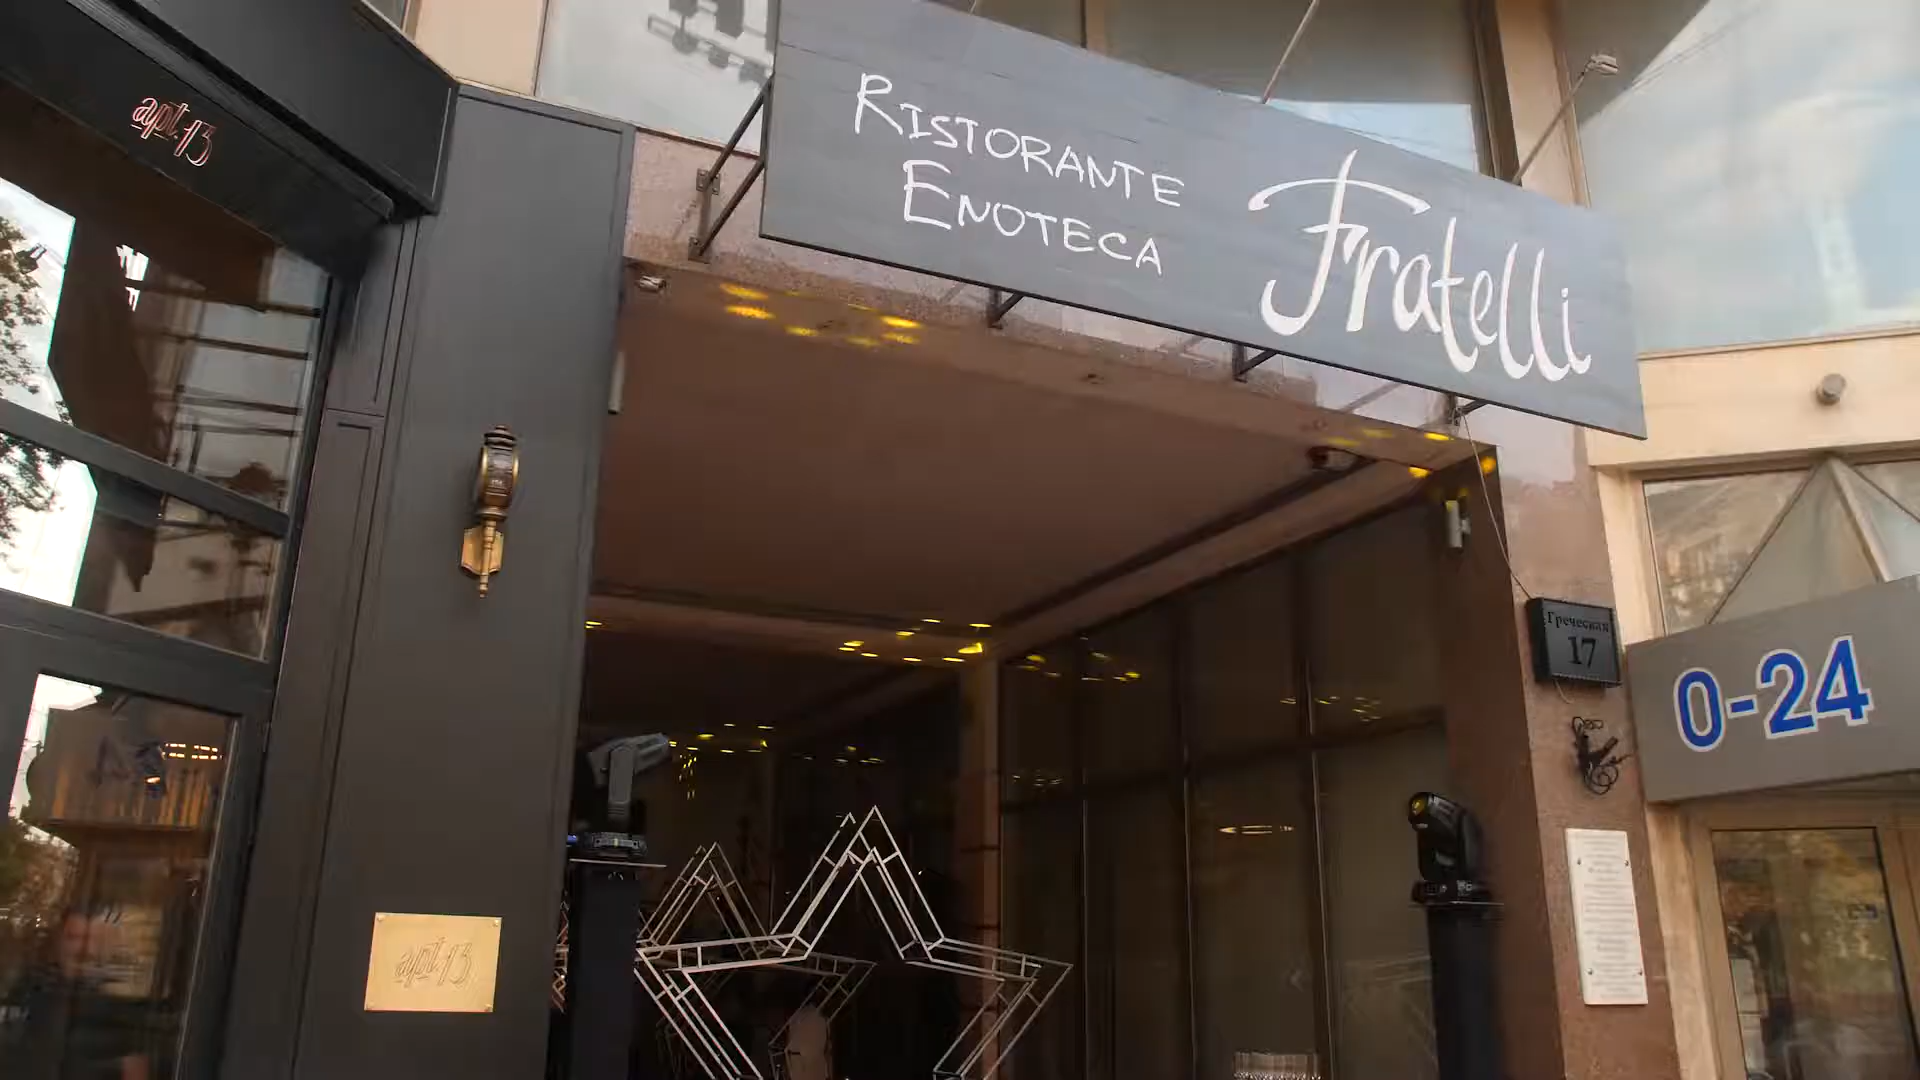 apt.13
RISTORANTE
ENOTECA
Fratelli
Греческая
17
0-24
apt.13